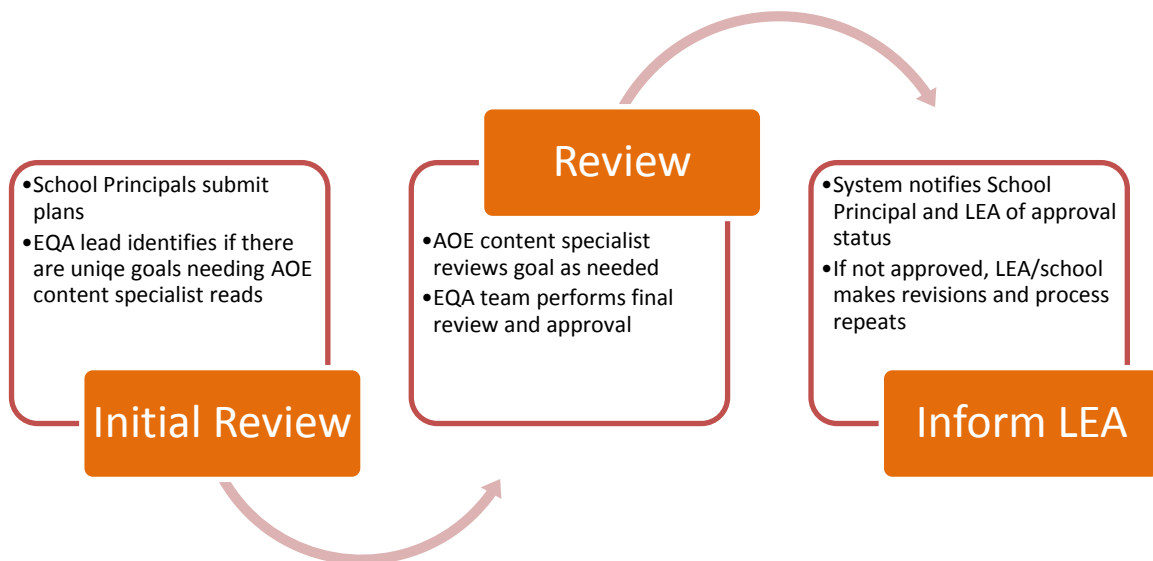 •School Principals submit
plans
•EQA lead identifies if there
are uniqe goals needing AOE
content specialist reads
Initial Review
Review
•AOE content specialist
reviews goal as needed
•EQA team performs final
review and approval
•System notifies School
Principal and LEA of approval
status
•If not approved, LEA/school
makes revisions and process
repeats
Inform LEA